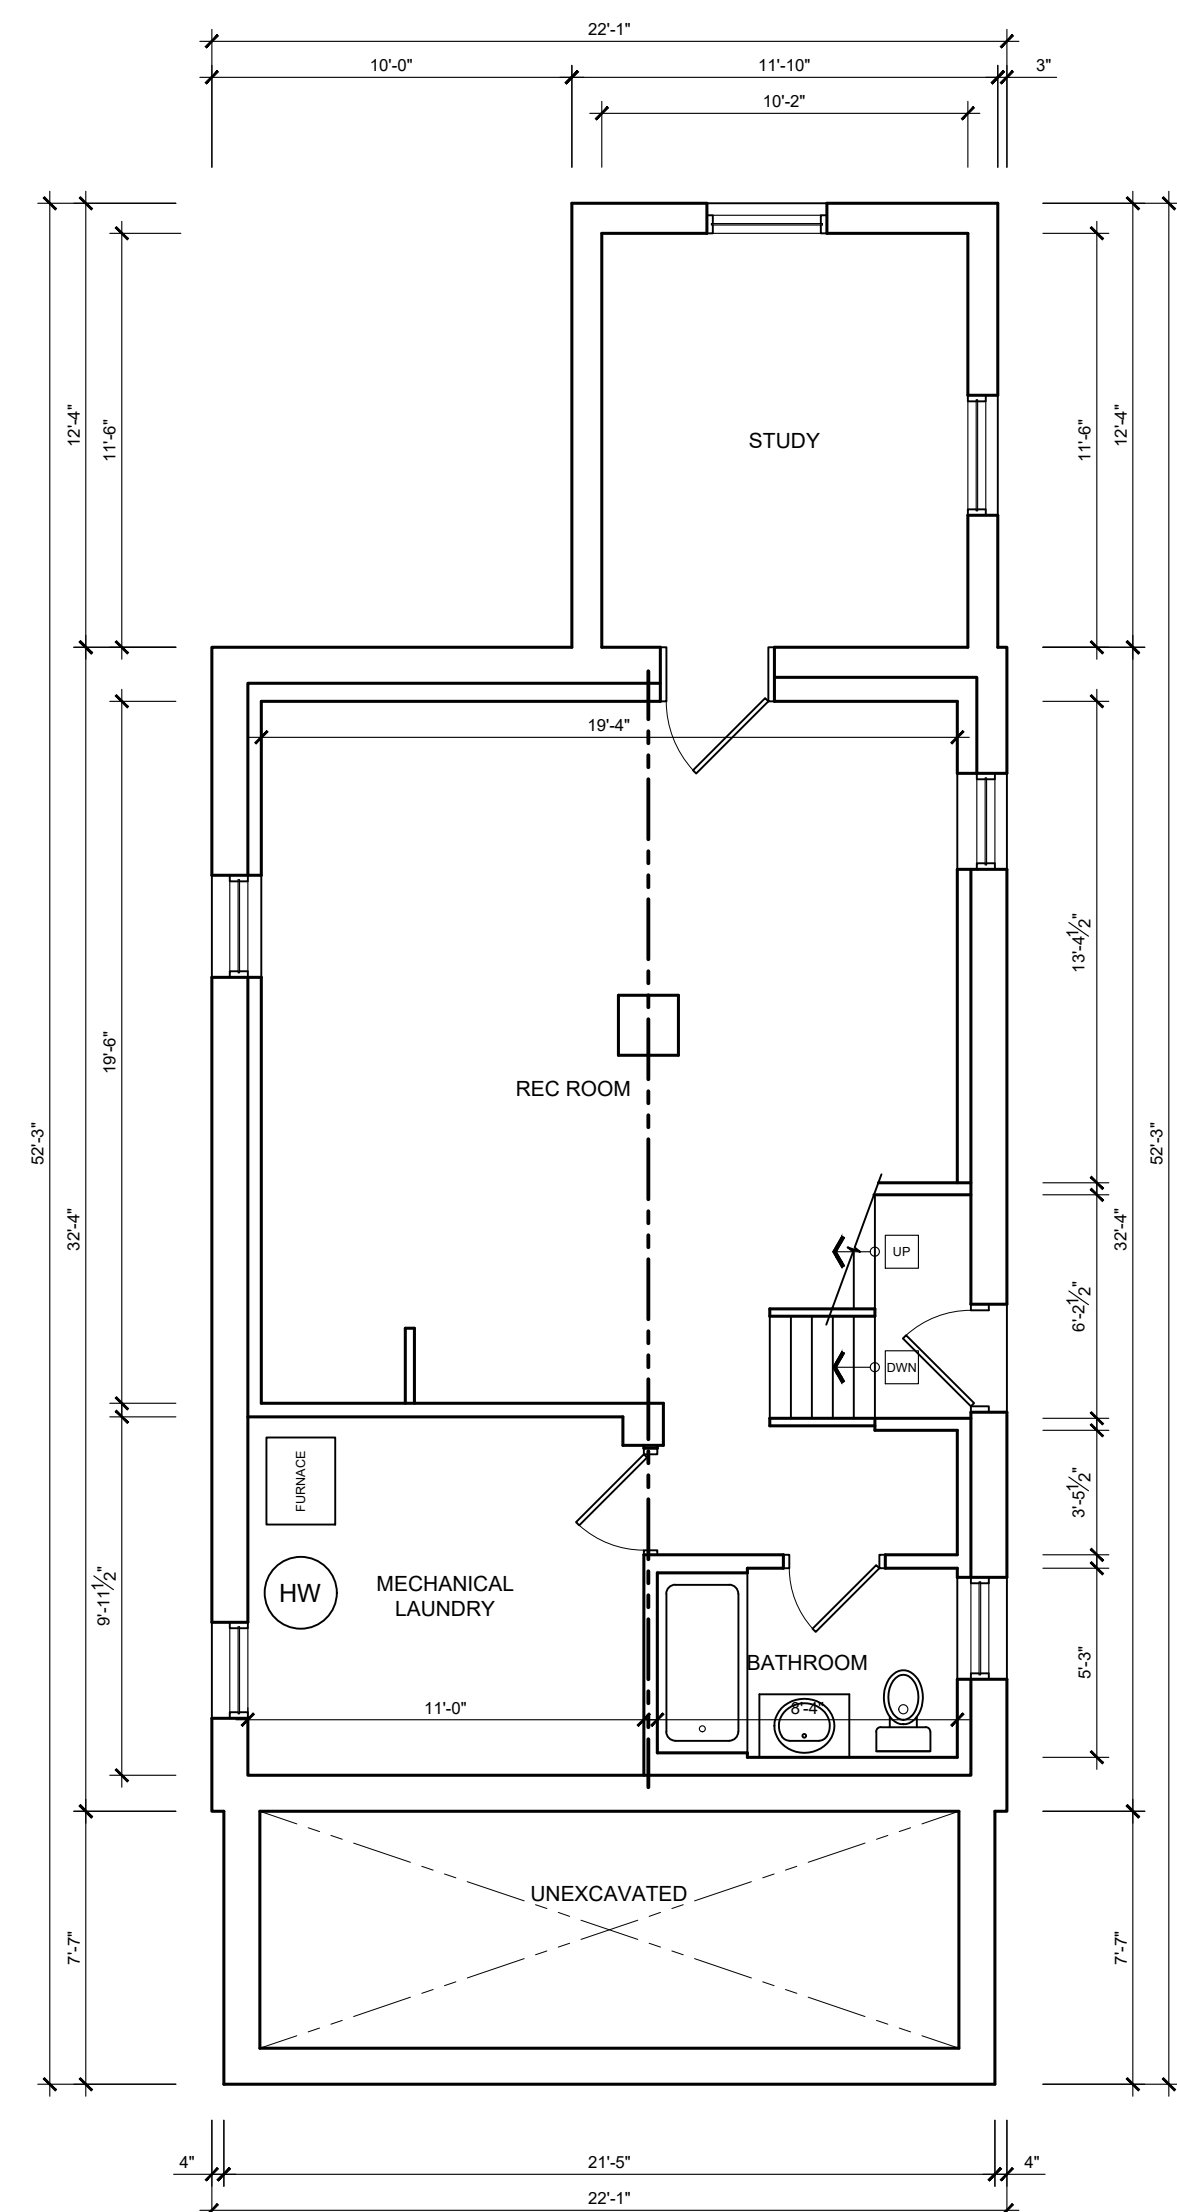 22'-1"
10'-0"
11'-10"
3"
10'-2"
12'-4"
11'-6"
STUDY
11'-6"
12'-4"
19'-4"
13'-4½"
19'-6"
REC ROOM
52'-3"
32'-4"
52'-3"
32'-4"
UP
6'-2½"
DWN
FURNACE
3'-5½"
HW
MECHANICAL
LAUNDRY
9'-11½"
BATHROOM
5'-3"
11'-0"
8'-4"
UNEXCAVATED
7'-7"
7'-7"
4"
21'-5"
4"
22'-1"